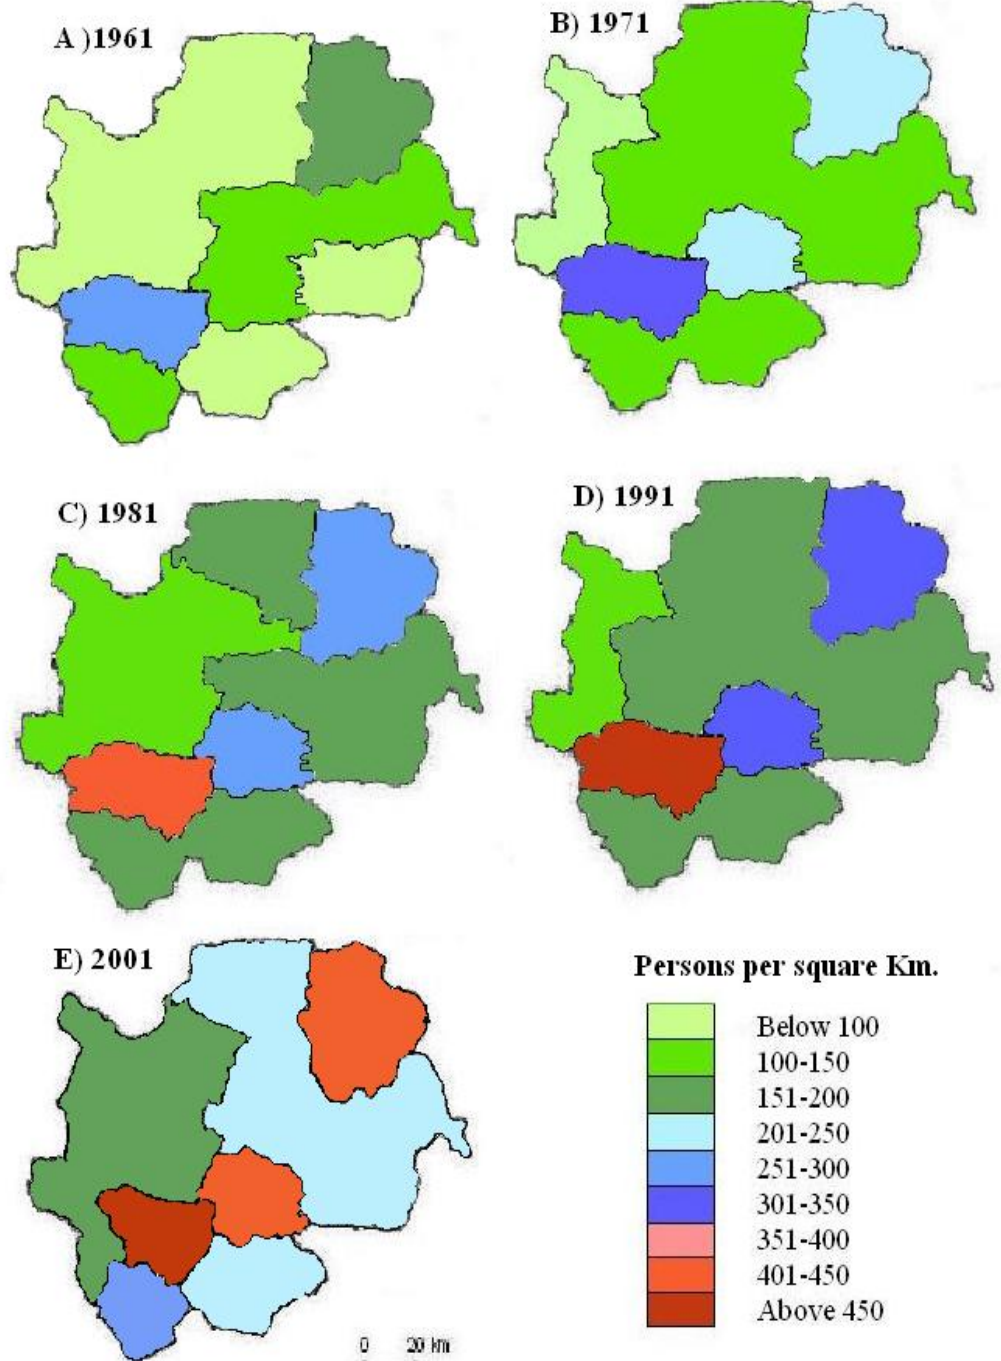 A )1961
B) 1971
C) 1981
D) 1991
E) 2001
Persons per square Km.
Below 100
100-150
151-200
201-250
251-300
301-350
351-400
401-450
Above 450
0 20 km